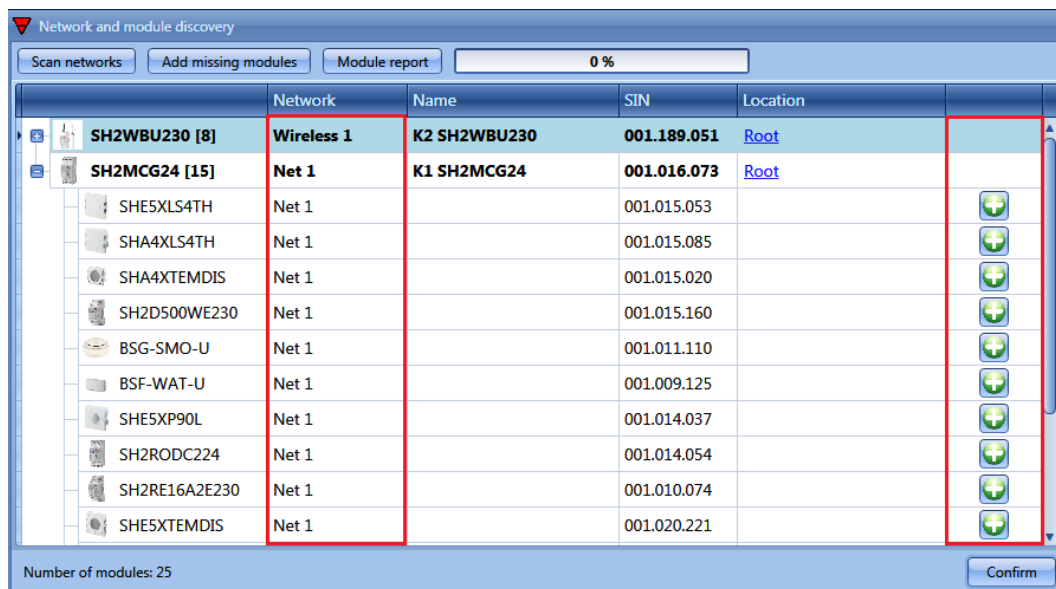 Network and module discovery
Scan networks Add missing modules Module report 0 %
Network Name SIN Location
SH2WBU230 [8] Wireless 1 K2 SH2WBU230 001.189.051 Root
SH2MCG24 [15] Net 1 K1 SH2MCG24 001.016.073 Root
SHE5XLS4TH Net 1 001.015.053
SHA4XLS4TH Net 1 001.015.085
SHA4XTEMDIS Net 1 001.015.020
SH2D500WE230 Net 1 001.015.160
BSG-SMO-U Net 1 001.011.110
BSF-WAT-U Net 1 001.009.125
SHE5XP90L Net 1 001.014.037
SH2RODC224 Net 1 001.014.054
SH2RE16A2E230 Net 1 001.010.074
SHE5XTEMDIS Net 1 001.020.221
Number of modules: 25 Confirm